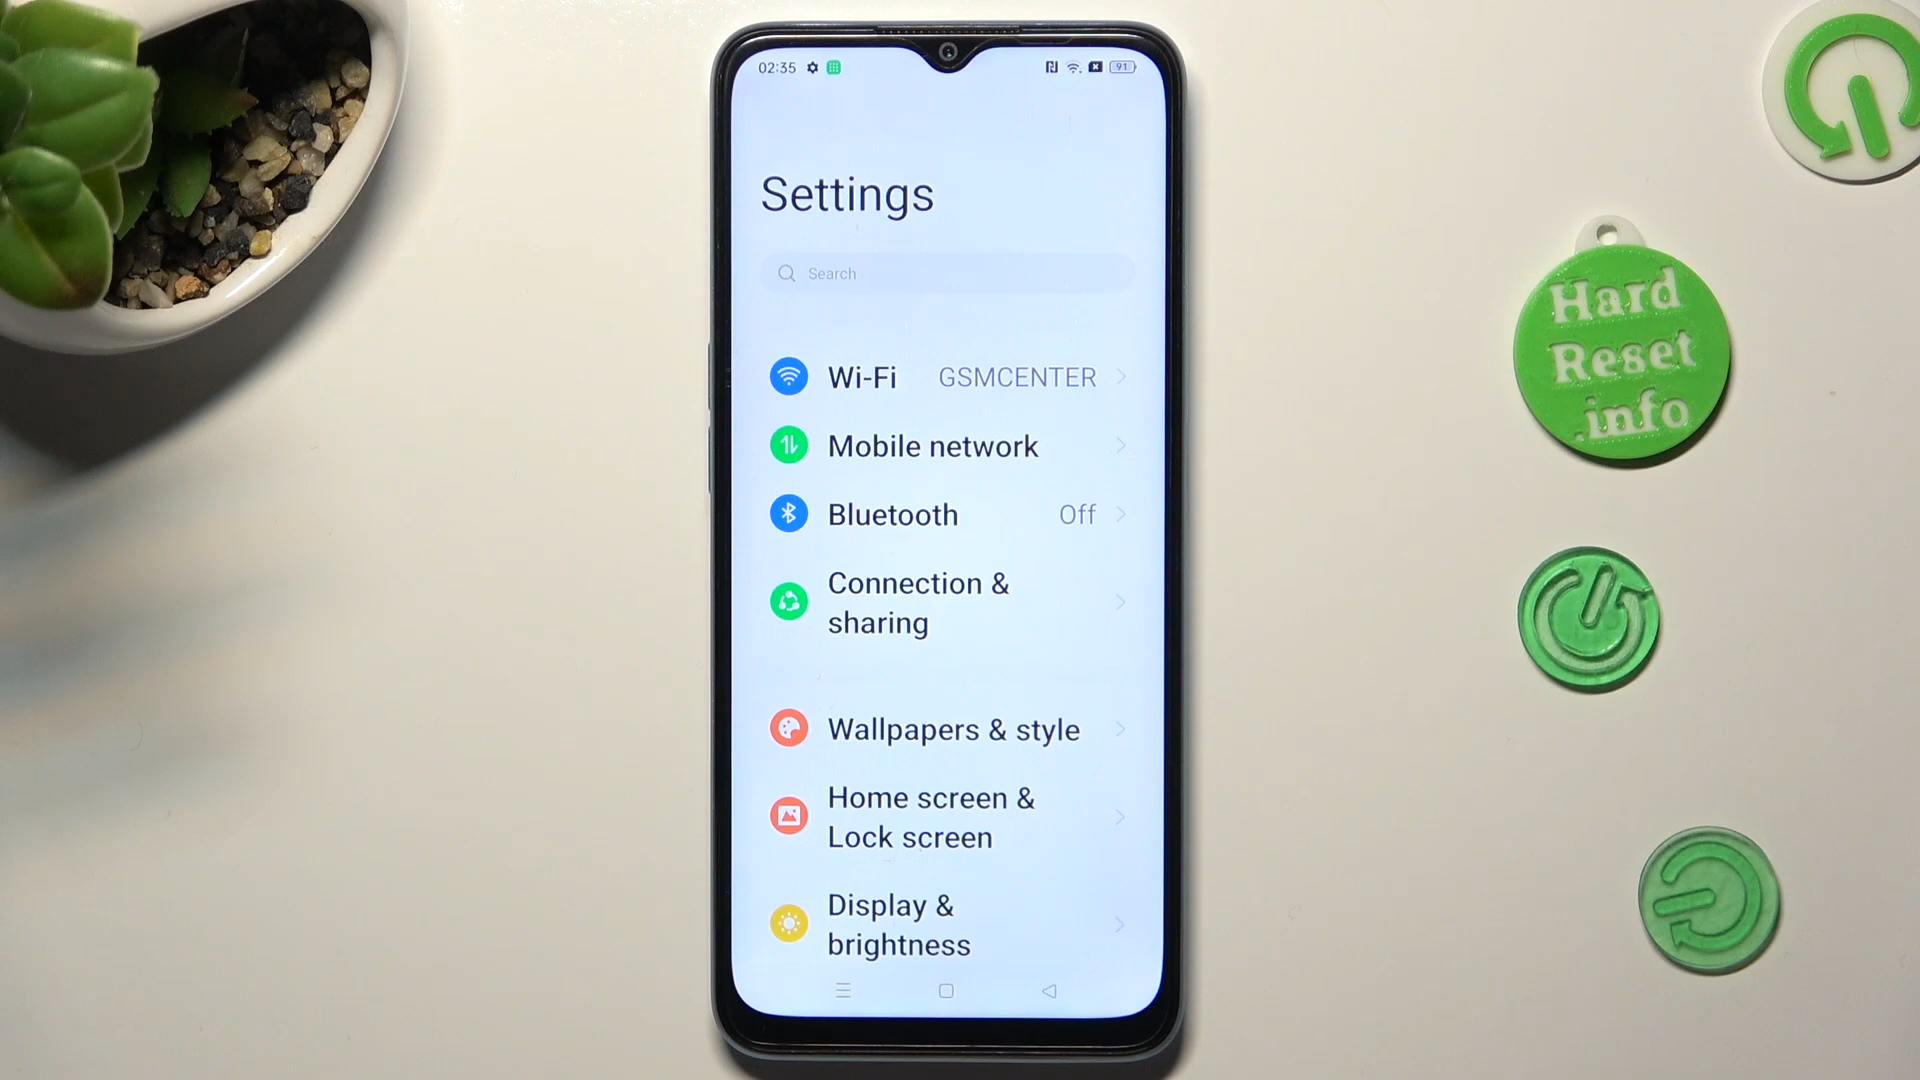 02:35
91
Settings
Search
Wi-Fi GSMCENTER
Mobile network
Bluetooth Off
Connection &
sharing
Wallpapers & style
Home screen &
Lock screen
Display &
brightness
Hard
Reset
.info